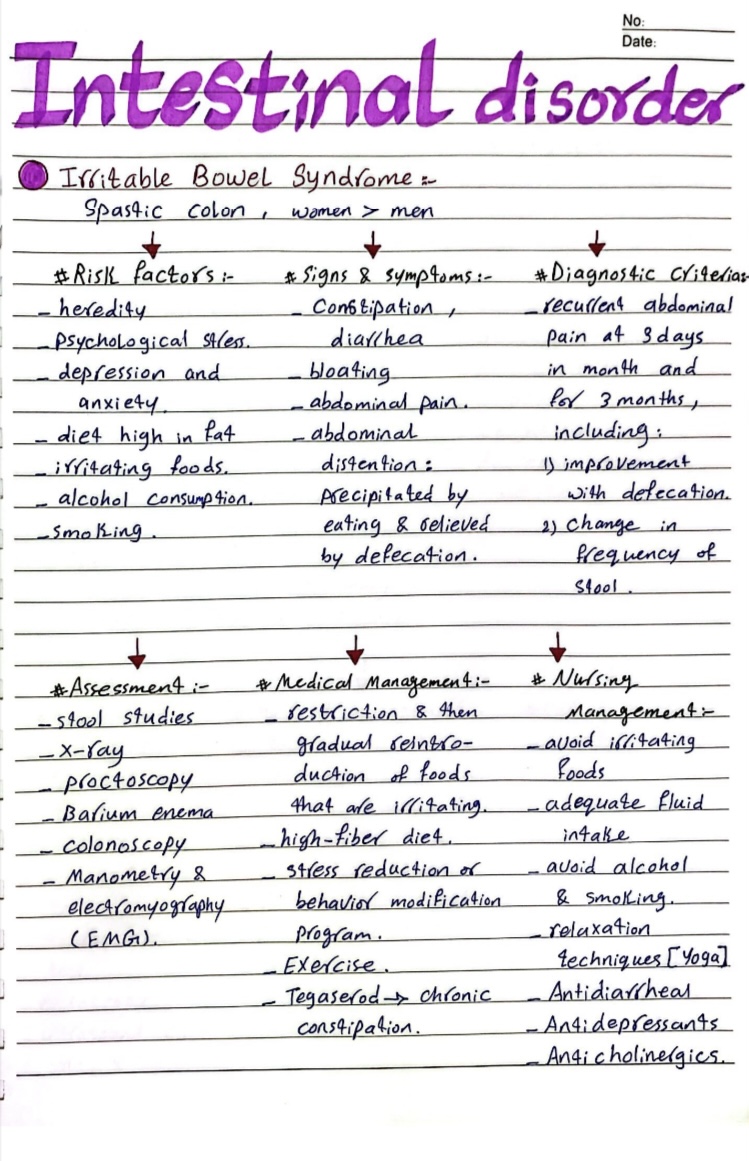 No:
Date:
Intestinal disorder
Irritable Bowel Syndrome :-
Spastic colon , women > men
# Risk factors :-
- heredity
- psychological stress.
- depression and
anxiety.
- diet high in fat
- irritating foods.
- alcohol consumption.
- smoking .
# Signs & symptoms :-
- Constipation ,
diarrhea
- bloating
- abdominal pain .
- abdominal
distention :
precipitated by
eating & relieved
by defecation .
# Diagnostic Criteria:-
- recurrent abdominal
pain at 3 days
in month and
for 3 months ,
including :
1) improvement
with defecation.
2) Change in
frequency of
stool .
# Assessment :-
- stool studies
- X-ray
- proctoscopy
- Barium enema
- colonoscopy
- Manometry &
electromyography
(EMG).
# Medical Management :-
- restriction & then
gradual reintro-
duction of foods
that are irritating.
- high-fiber diet .
- stress reduction or
behavior modification
program .
- Exercise .
- Tegaserod → chronic
constipation .
# Nursing
Management :-
- avoid irritating
foods
- adequate fluid
intake
- avoid alcohol
& smoking.
- relaxation
techniques [Yoga]
- Antidiarrheal
- Antidepressants
- Anticholinergics.